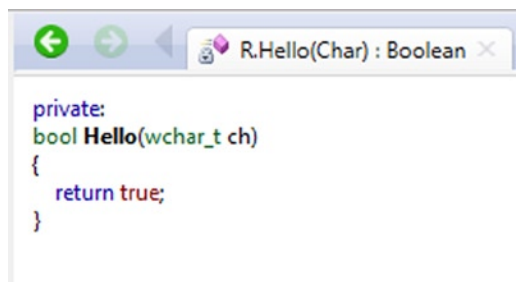 R.Hello(Char) : Boolean
private:
bool Hello(wchar_t ch)
{
return true;
}